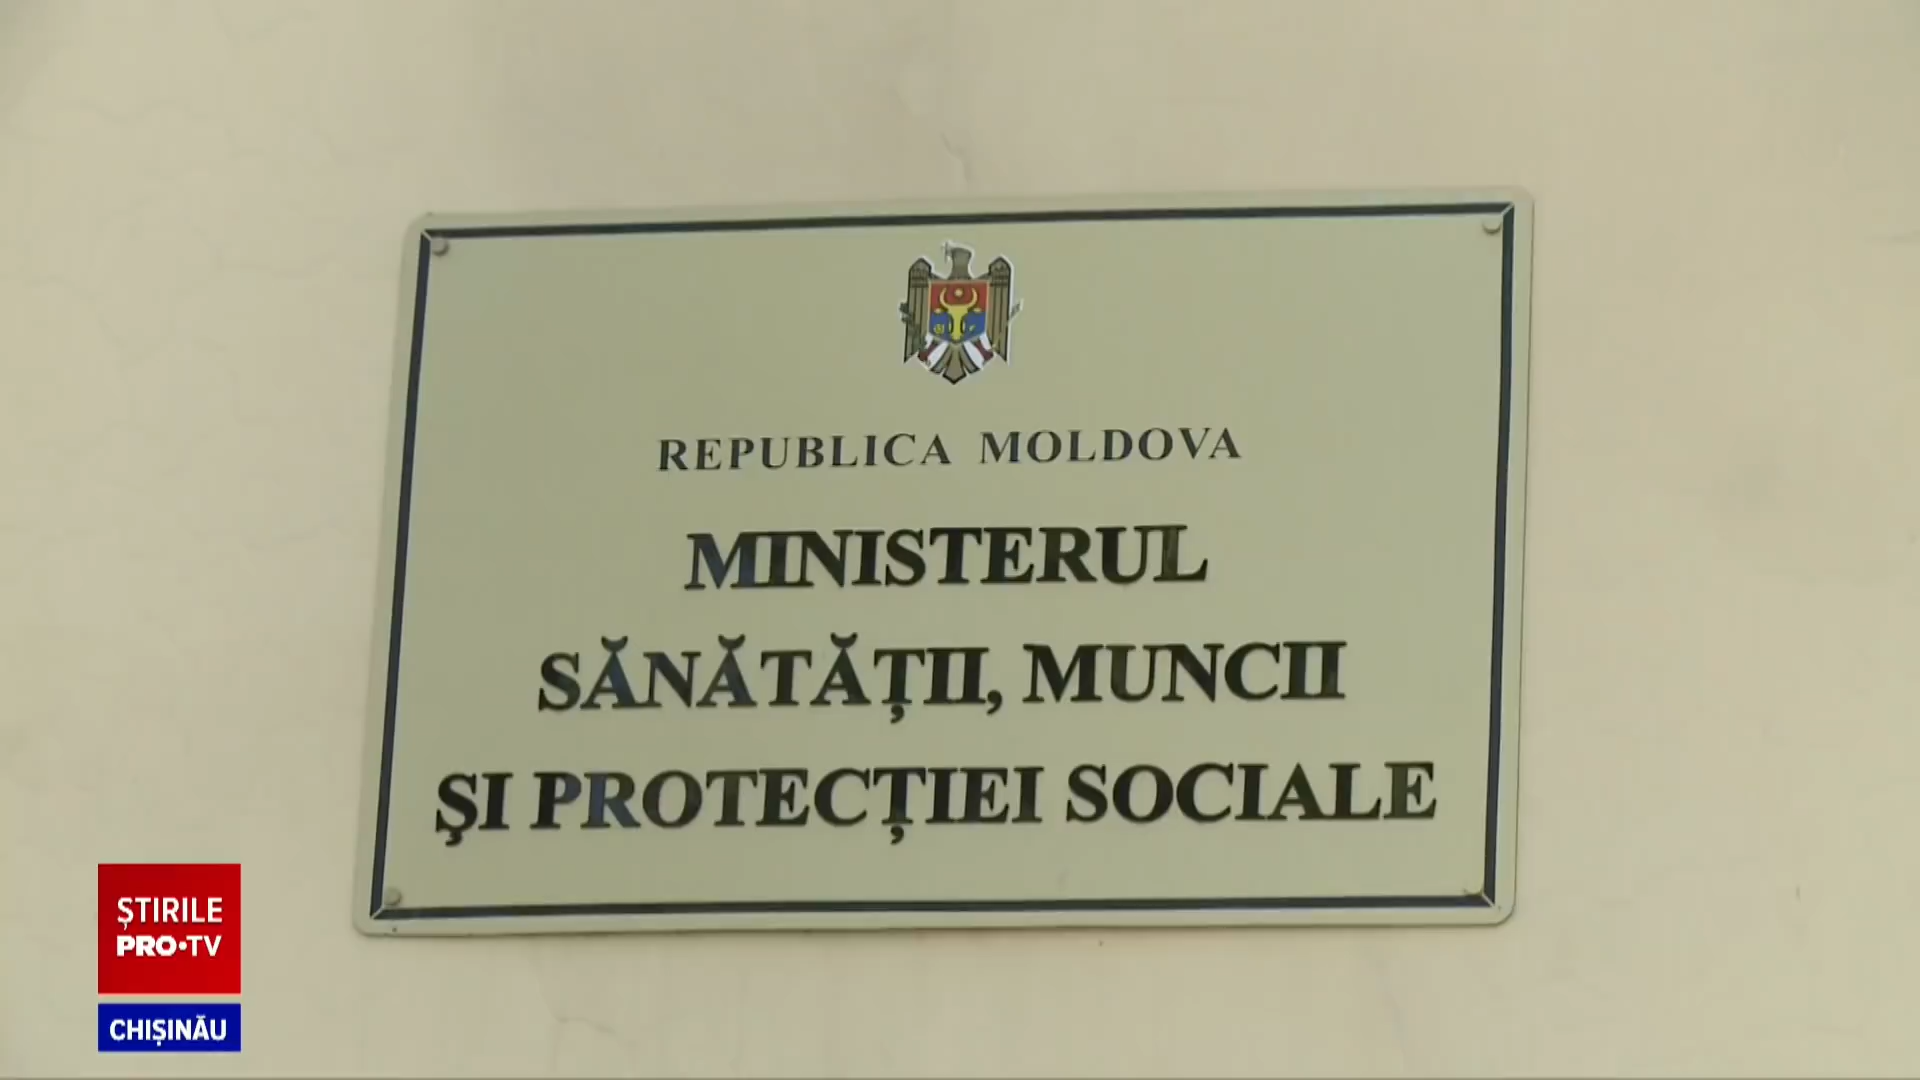 REPUBLICA MOLDOVA
MINISTERUL
SĂNĂTĂȚII, MUNCII
ŞI PROTECȚIEI SOCIALE
ȘTIRILE
PRO•TV
CHIȘINĂU